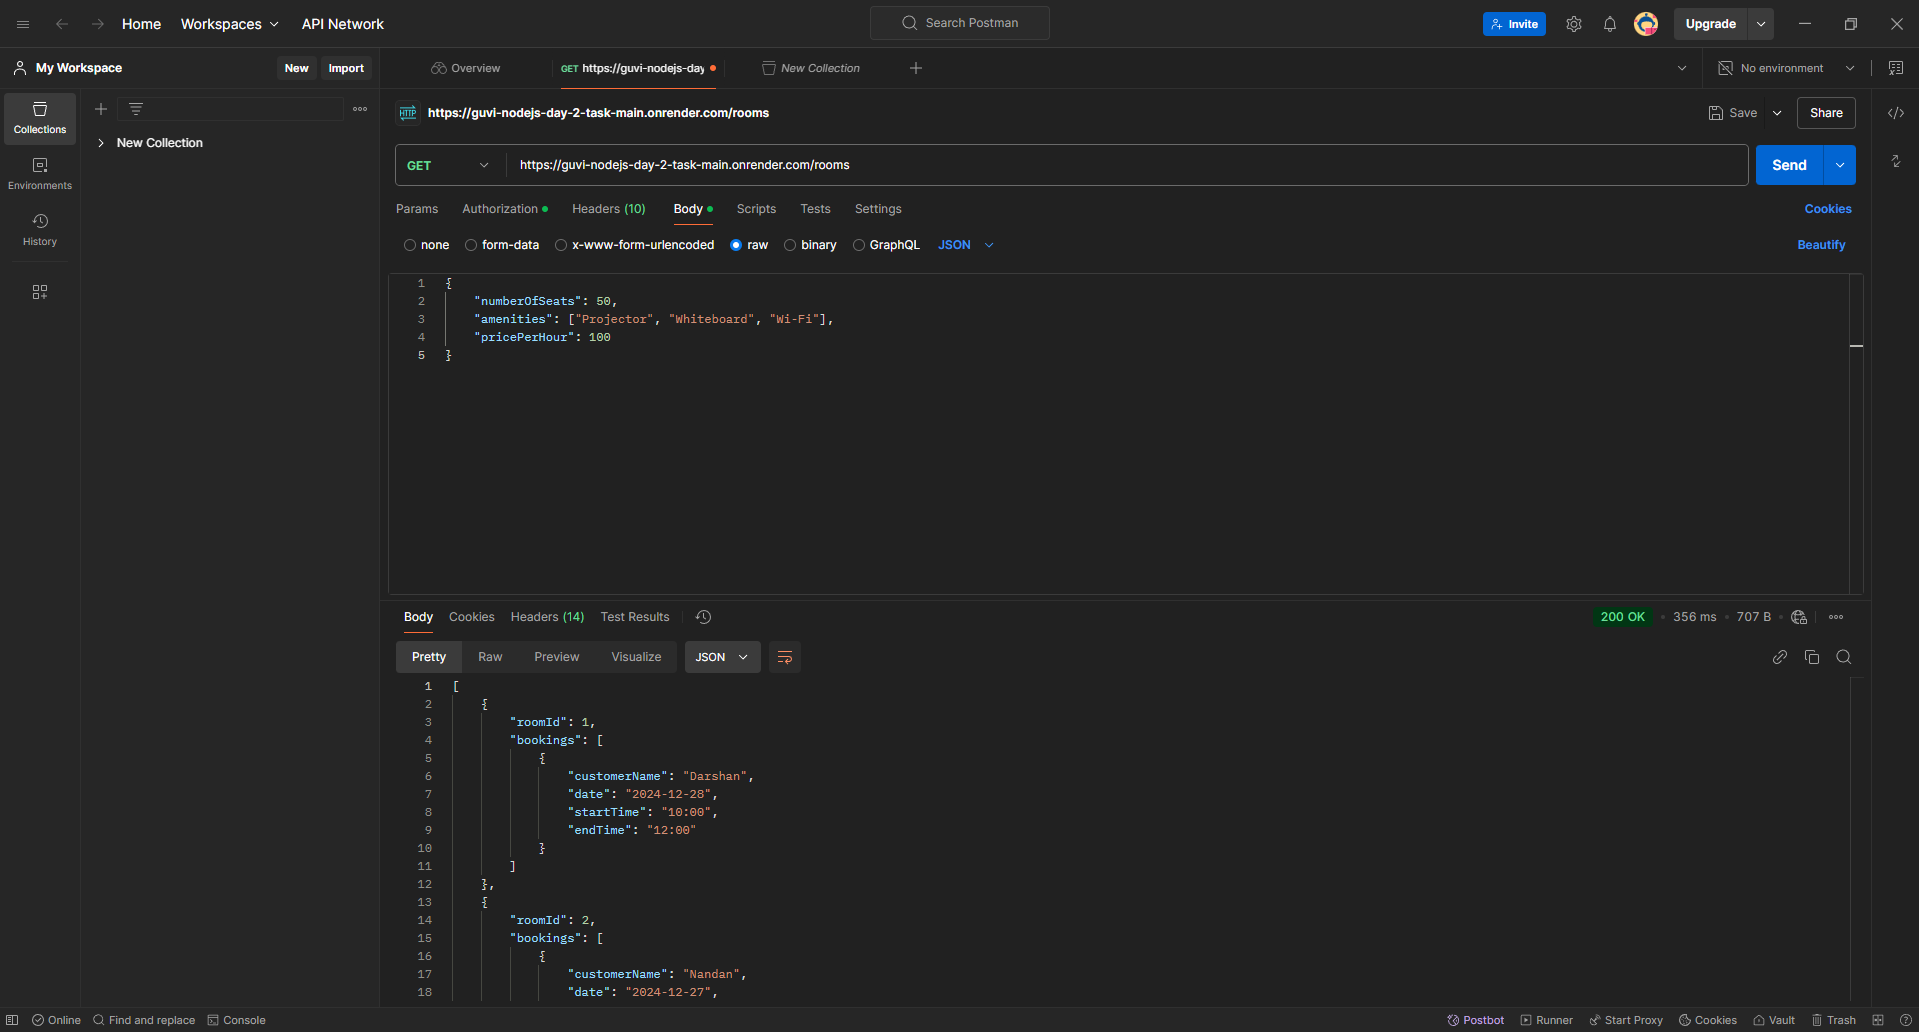 Home Workspaces API Network Search Postman Invite Upgrade
My Workspace New Import Overview GET https://guvi-nodejs-day New Collection No environment
Collections
New Collection
Environments
History
HTTP https://guvi-nodejs-day-2-task-main.onrender.com/rooms Save Share
GET https://guvi-nodejs-day-2-task-main.onrender.com/rooms Send
Params Authorization Headers (10) Body Scripts Tests Settings Cookies
none form-data x-www-form-urlencoded raw binary GraphQL JSON Beautify
1 {
2 "numberOfSeats": 50,
3 "amenities": ["Projector", "Whiteboard", "Wi-Fi"],
4 "pricePerHour": 100
5 }
Body Cookies Headers (14) Test Results 200 OK • 356 ms • 707 B •
Pretty Raw Preview Visualize JSON
1 [
2 {
3 "roomId": 1,
4 "bookings": [
5 {
6 "customerName": "Darshan",
7 "date": "2024-12-28",
8 "startTime": "10:00",
9 "endTime": "12:00"
10 }
11 ]
12 },
13 {
14 "roomId": 2,
15 "bookings": [
16 {
17 "customerName": "Nandan",
18 "date": "2024-12-27",
Online Find and replace Console Postbot Runner Start Proxy Cookies Vault Trash